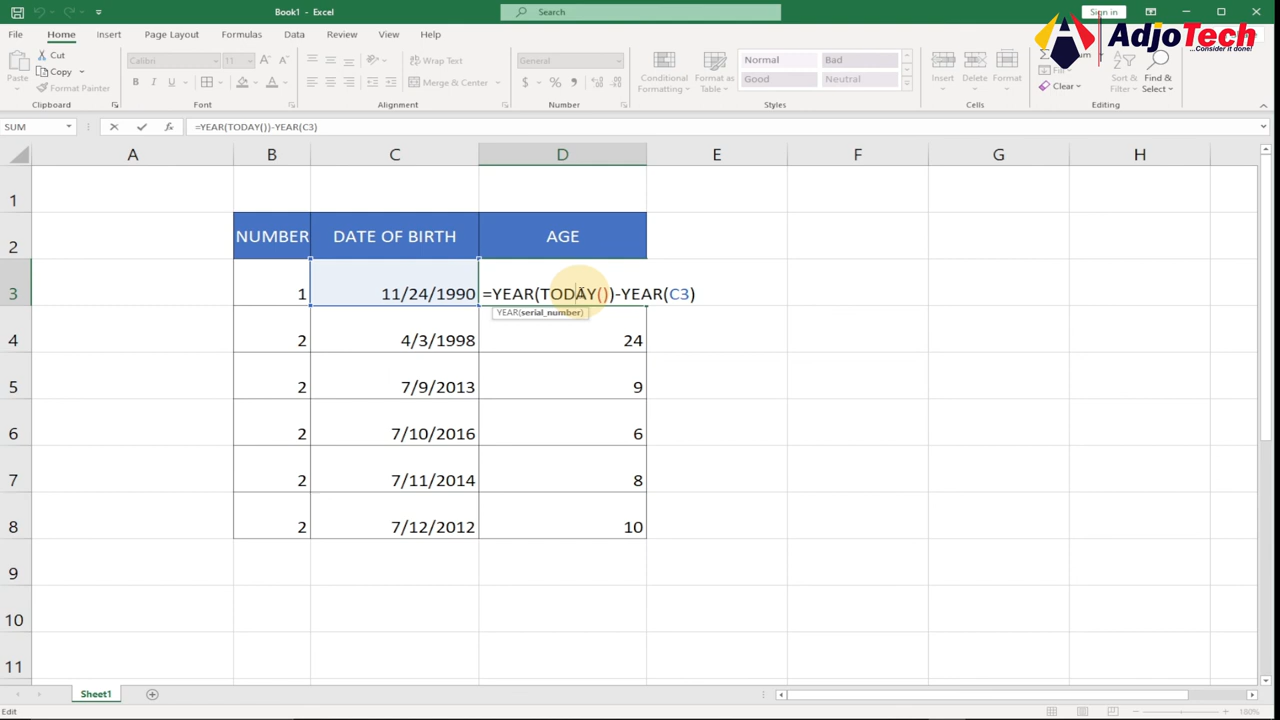 Book1 - Excel
Search
Sign in
AdjoTech
...Consider it done!
File Home Insert Page Layout Formulas Data Review View Help
Cut
Copy
Format Painter
Paste
Clipboard
Calibri 11
B I U
Font
Wrap Text
Merge & Center
Alignment
General
$ % ,
Number
Conditional Formatting
Format as Table
Normal Bad
Good Neutral
Styles
Insert Delete Format
Cells
Fill
Clear
Sort & Filter
Find & Select
Editing
SUM
fx
=YEAR(TODAY())-YEAR(C3)
A B C D E F G H
1
2 NUMBER DATE OF BIRTH AGE
3 1 11/24/1990 =YEAR(TODAY())-YEAR(C3)
YEAR(serial_number)
4 2 4/3/1998 24
5 2 7/9/2013 9
6 2 7/10/2016 6
7 2 7/11/2014 8
8 2 7/12/2012 10
9
10
11
Sheet1
Edit
180%